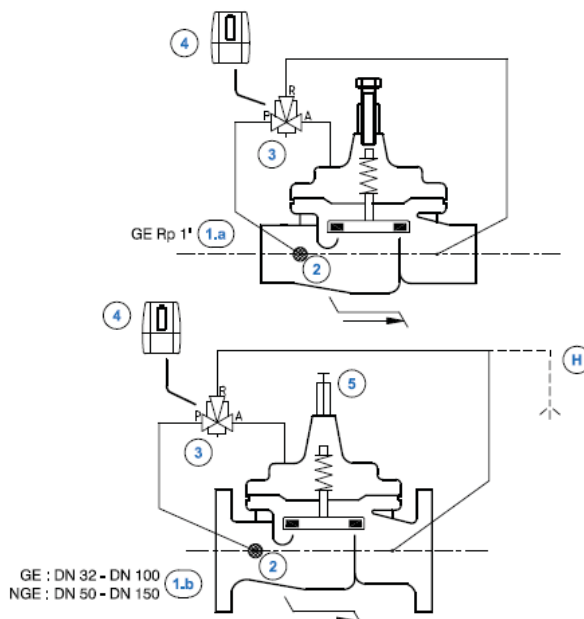 4
R
P
A
3
GE Rp 1" 1.a
2
4
H
5
R
P
A
3
2
GE : DN 32 - DN 100
NGE : DN 50 - DN 150 1.b